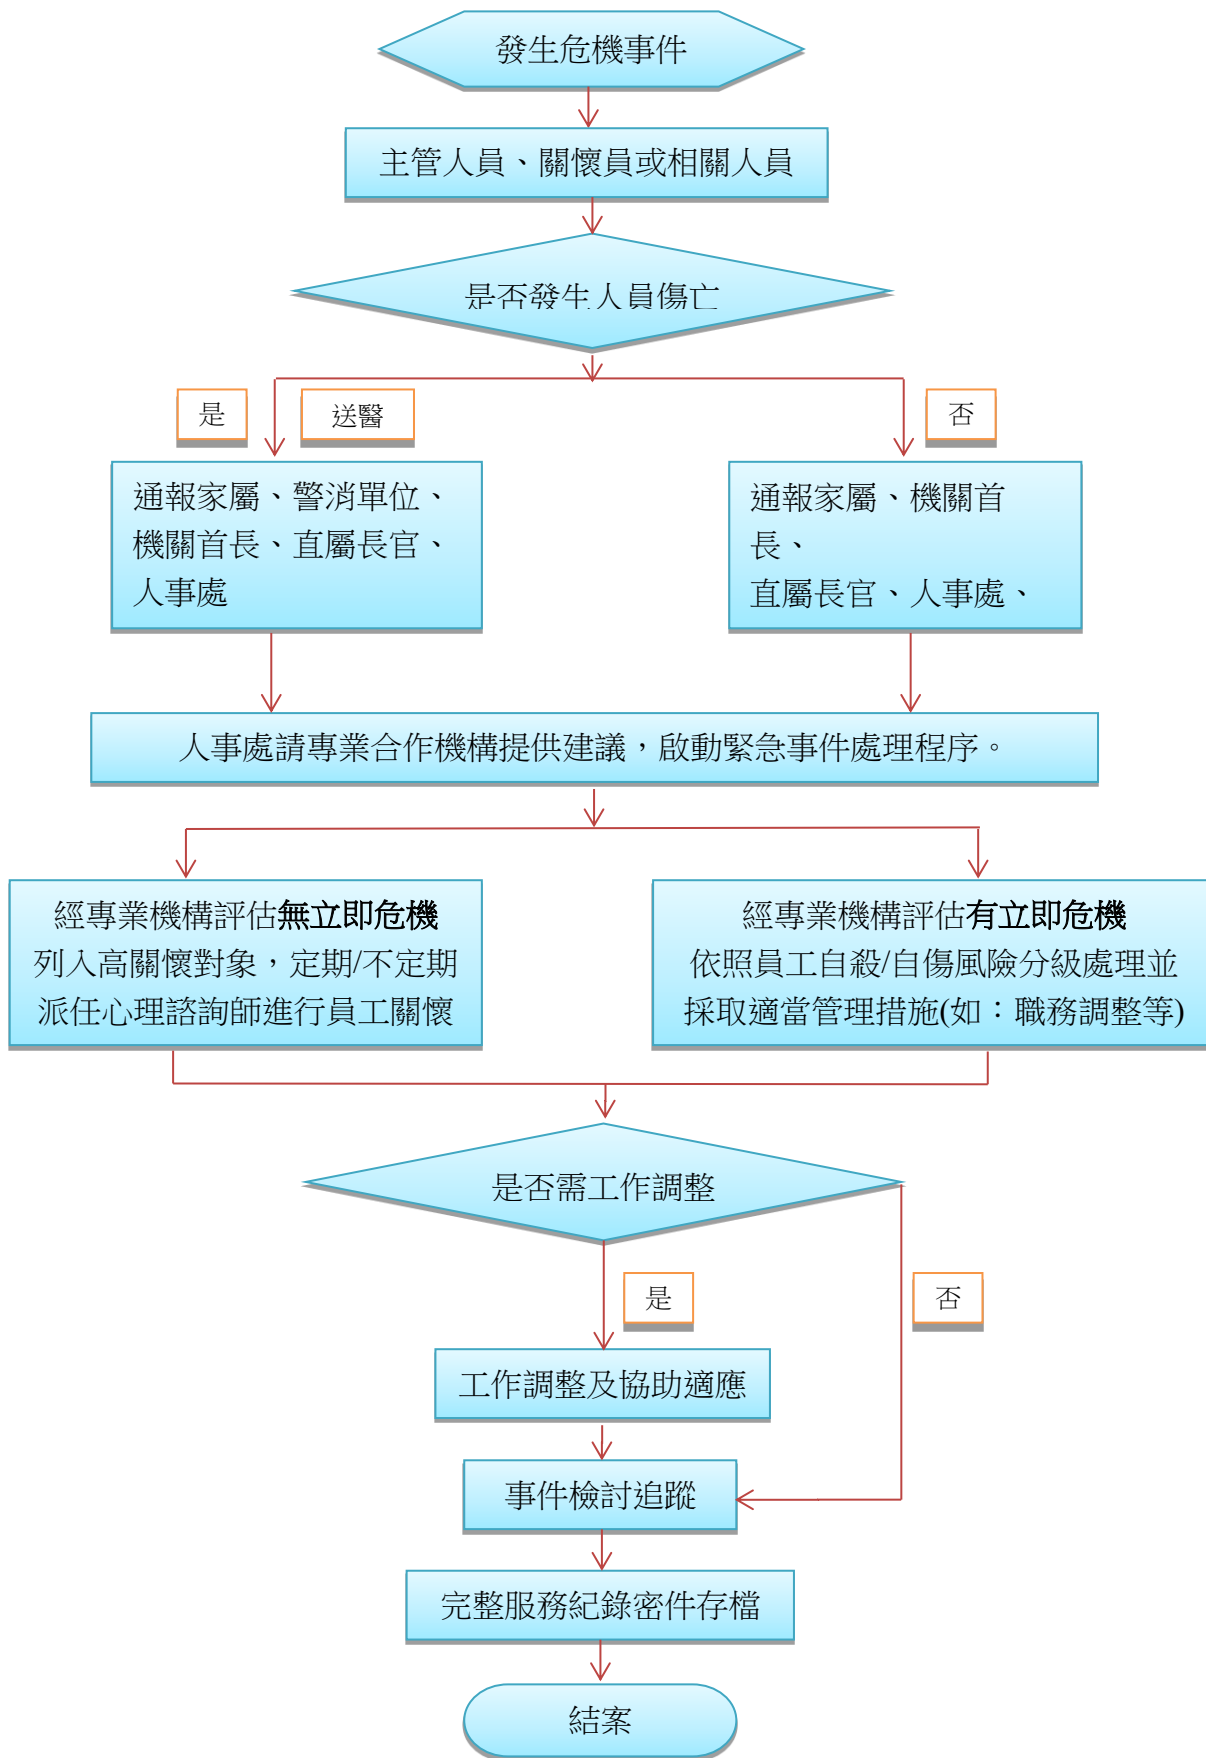 發生危機事件
主管人員、關懷員或相關人員
是否發生人員傷亡
是
送醫
否
通報家屬、警消單位、
機關首長、直屬長官、
人事處
通報家屬、機關首
長、
直屬長官、人事處、
人事處請專業合作機構提供建議，啟動緊急事件處理程序。
經專業機構評估無立即危機
列入高關懷對象，定期/不定期
派任心理諮詢師進行員工關懷
經專業機構評估有立即危機
依照員工自殺/自傷風險分級處理並
採取適當管理措施(如：職務調整等)
是否需工作調整
是
否
工作調整及協助適應
事件檢討追蹤
完整服務紀錄密件存檔
結案